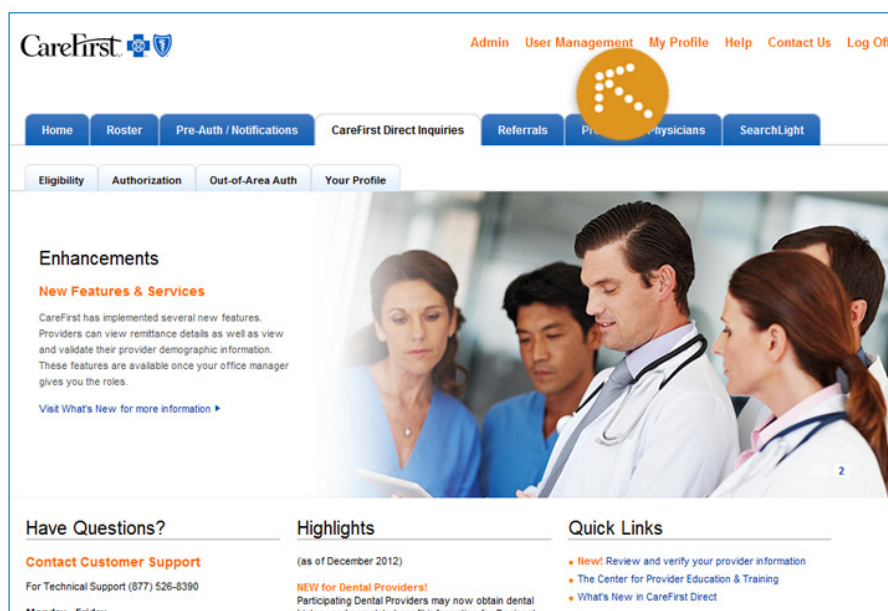 CareFirst
Admin User Management My Profile Help Contact Us Log Off
Home Roster Pre-Auth / Notifications CareFirst Direct Inquiries Referrals Physicians SearchLight
Eligibility Authorization Out-of-Area Auth Your Profile
Enhancements
New Features & Services
CareFirst has implemented several new features.
Providers can view remittance details as well as view
and validate their provider demographic information.
These features are available once your office manager
gives you the roles.
Visit What's New for more information
2
Have Questions?
Contact Customer Support
For Technical Support (877) 526-8390
Monday - Friday
Highlights
(as of December 2012)
NEW for Dental Providers!
Participating Dental Providers may now obtain dental
Quick Links
New! Review and verify your provider information
The Center for Provider Education & Training
What's New in CareFirst Direct